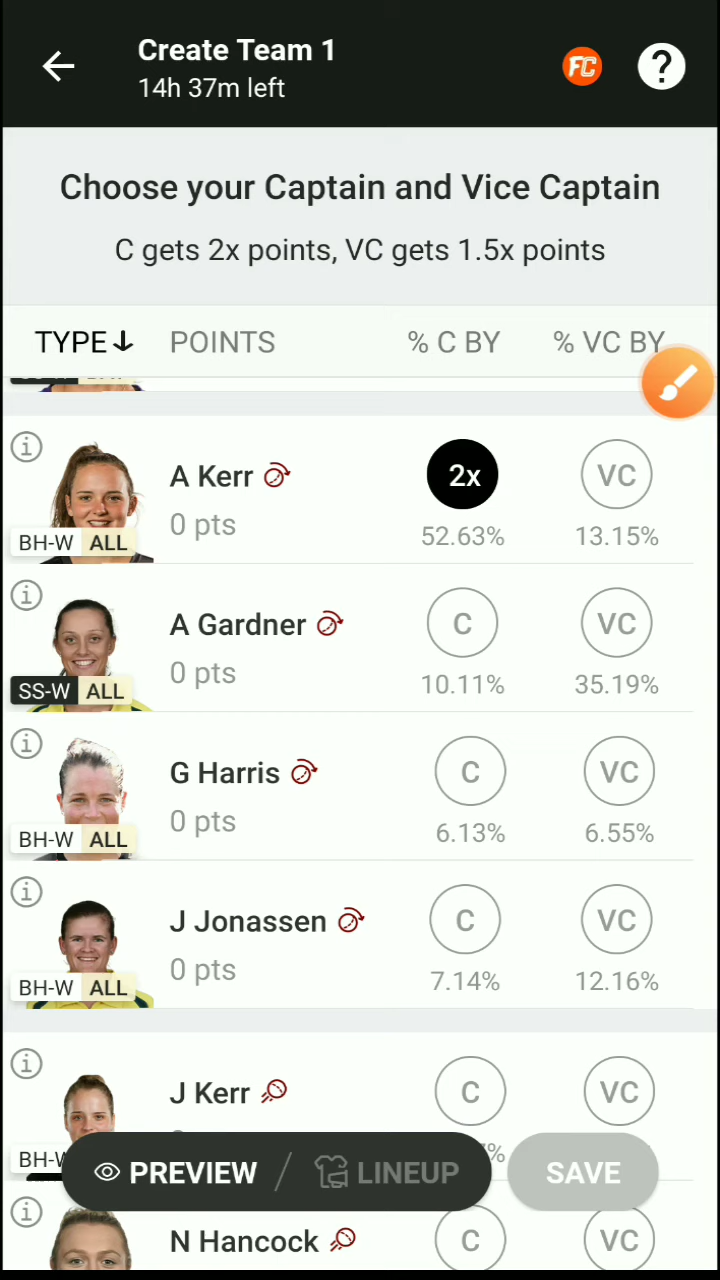 Create Team 1
14h 37m left
FC
?
Choose your Captain and Vice Captain
C gets 2x points, VC gets 1.5x points
TYPE↓ POINTS % C BY % VC BY
A Kerr 2x VC
0 pts 52.63% 13.15%
BH-W ALL
A Gardner C VC
0 pts 10.11% 35.19%
SS-W ALL
G Harris C VC
0 pts 6.13% 6.55%
BH-W ALL
J Jonassen C VC
0 pts 7.14% 12.16%
BH-W ALL
J Kerr C VC
BH-W
PREVIEW / LINEUP SAVE
N Hancock C VC